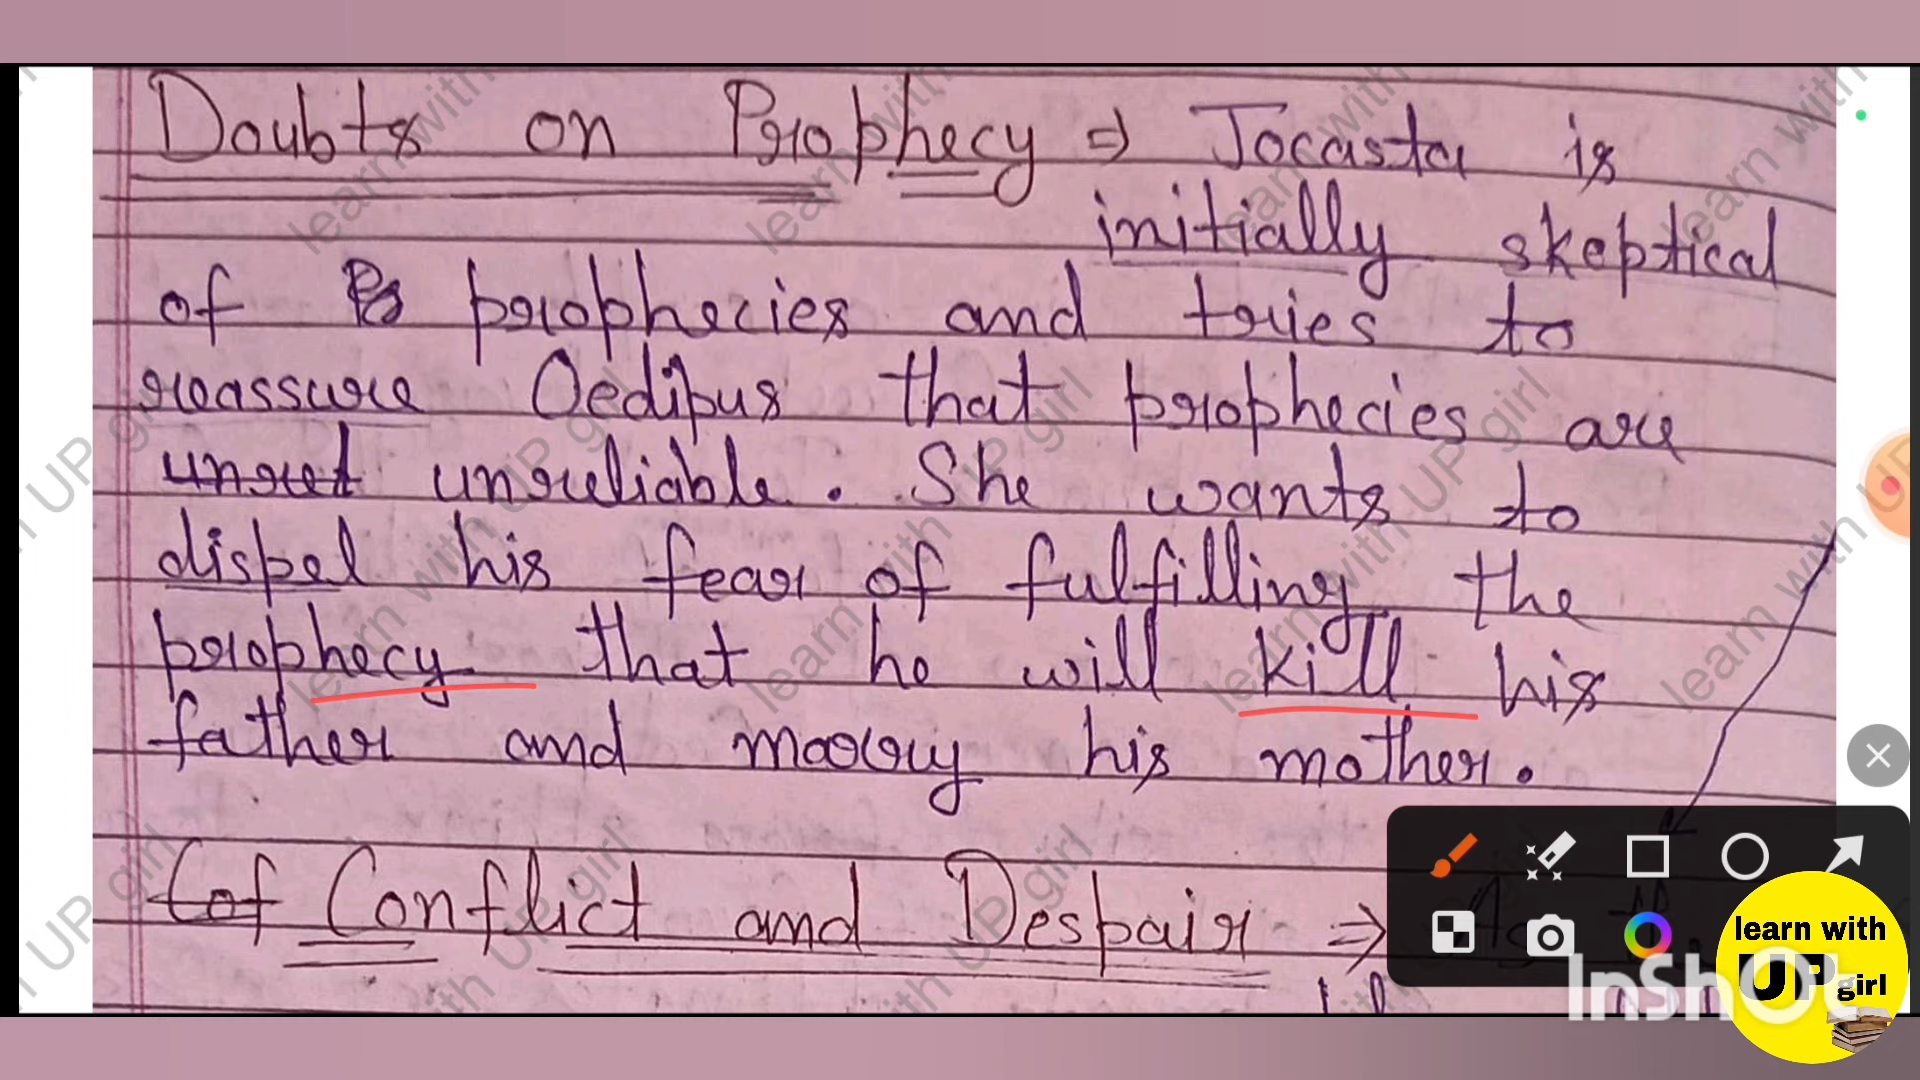 Doubts on Prophecy ⇒ Jocasta is
initially skeptical
of Po prophecies and tries to
reassure Oedipus that prophecies are
unret unreliable. She wants to
dispel his fear of fulfilling the
prophecy that he will kill his
father and marry his mother.
Cof Conflict and Despair ⇒
learn with
UP girl
InShOt